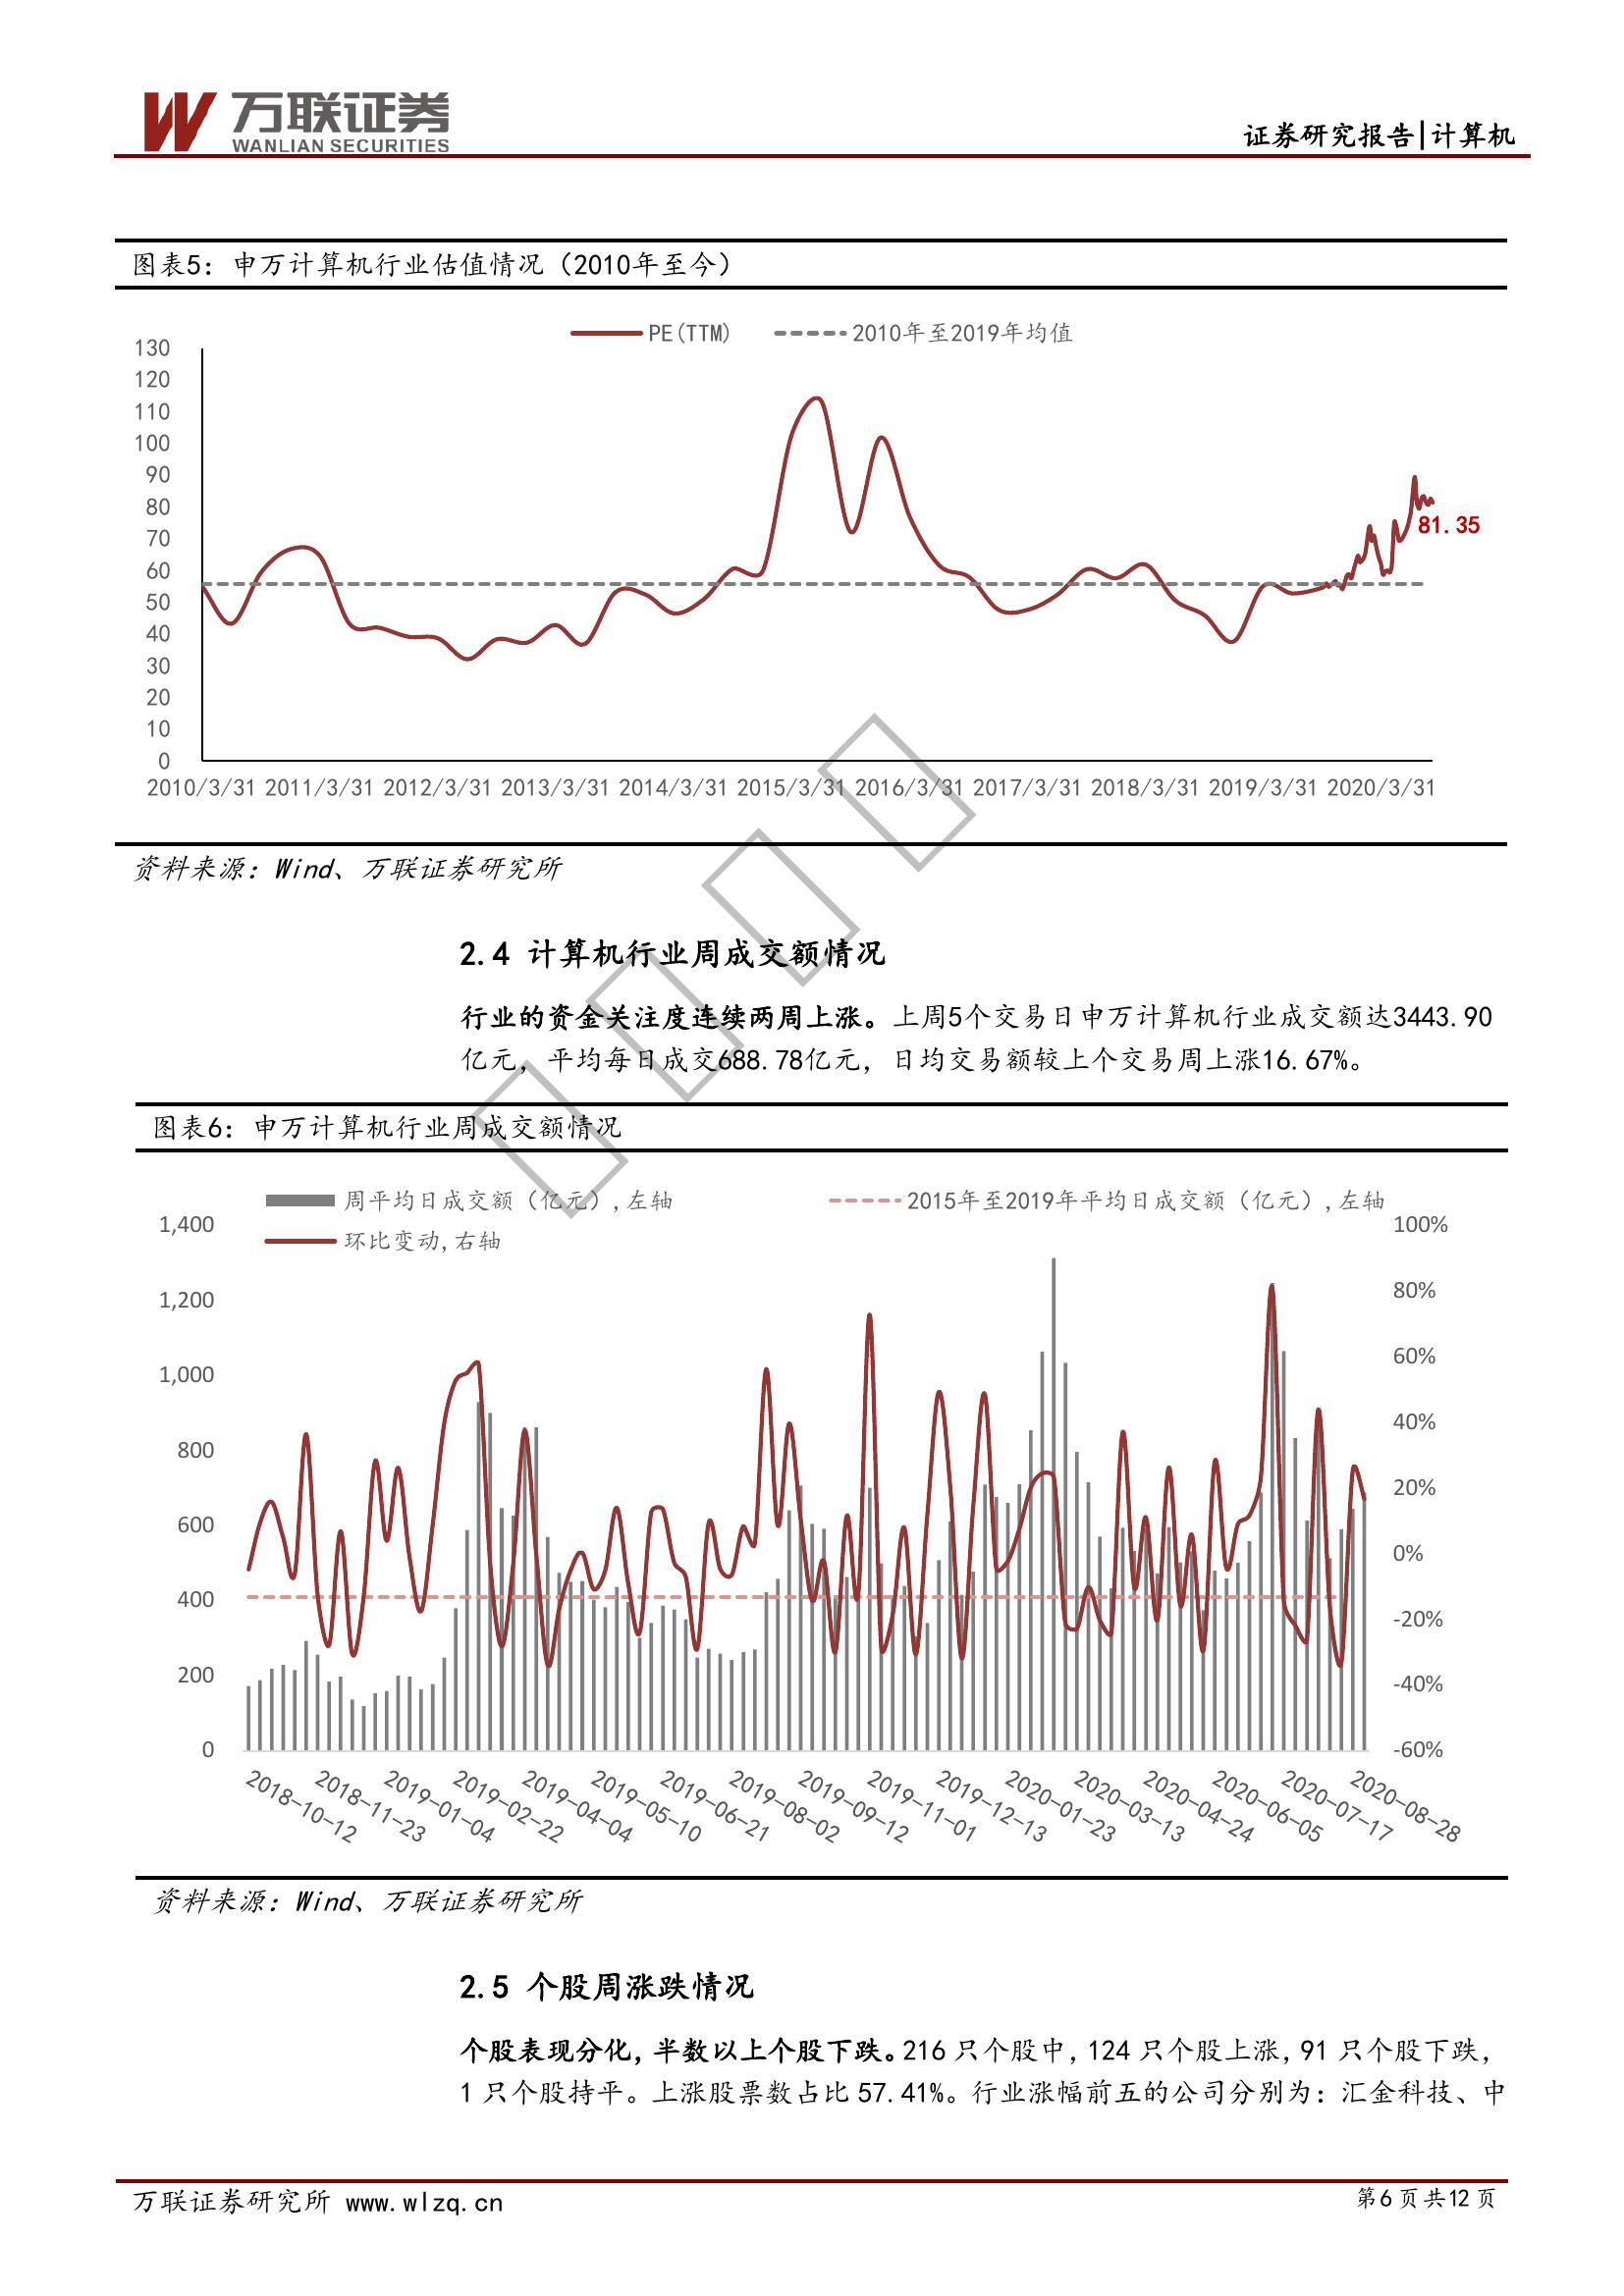 万联证券
WANLIAN SECURITIES
证券研究报告|计算机
图表5：申万计算机行业估值情况（2010年至今）
PE(TTM)
2010年至2019年均值
130
120
110
100
90
80
70
60
50
40
30
20
10
0
81.35
2010/3/31 2011/3/31 2012/3/31 2013/3/31 2014/3/31 2015/3/31 2016/3/31 2017/3/31 2018/3/31 2019/3/31 2020/3/31
资料来源：Wind、万联证券研究所
2.4 计算机行业周成交额情况
行业的资金关注度连续两周上涨。上周5个交易日申万计算机行业成交额达3443.90
亿元，平均每日成交688.78亿元，日均交易额较上个交易周上涨16.67%。
图表6：申万计算机行业周成交额情况
周平均日成交额（亿元）,左轴
2015年至2019年平均日成交额（亿元）,左轴
环比变动,右轴
1,400
1,200
1,000
800
600
400
200
0
100%
80%
60%
40%
20%
0%
-20%
-40%
-60%
2018-10-12
2018-11-23
2019-01-04
2019-02-22
2019-04-04
2019-05-10
2019-06-21
2019-08-02
2019-09-12
2019-11-01
2019-12-13
2020-01-23
2020-03-13
2020-04-24
2020-06-05
2020-07-17
2020-08-28
资料来源：Wind、万联证券研究所
2.5 个股周涨跌情况
个股表现分化，半数以上个股下跌。216 只个股中，124 只个股上涨，91 只个股下跌，
1 只个股持平。上涨股票数占比 57.41%。行业涨幅前五的公司分别为：汇金科技、中
万联证券研究所 www.wlzq.cn
第6页共12页